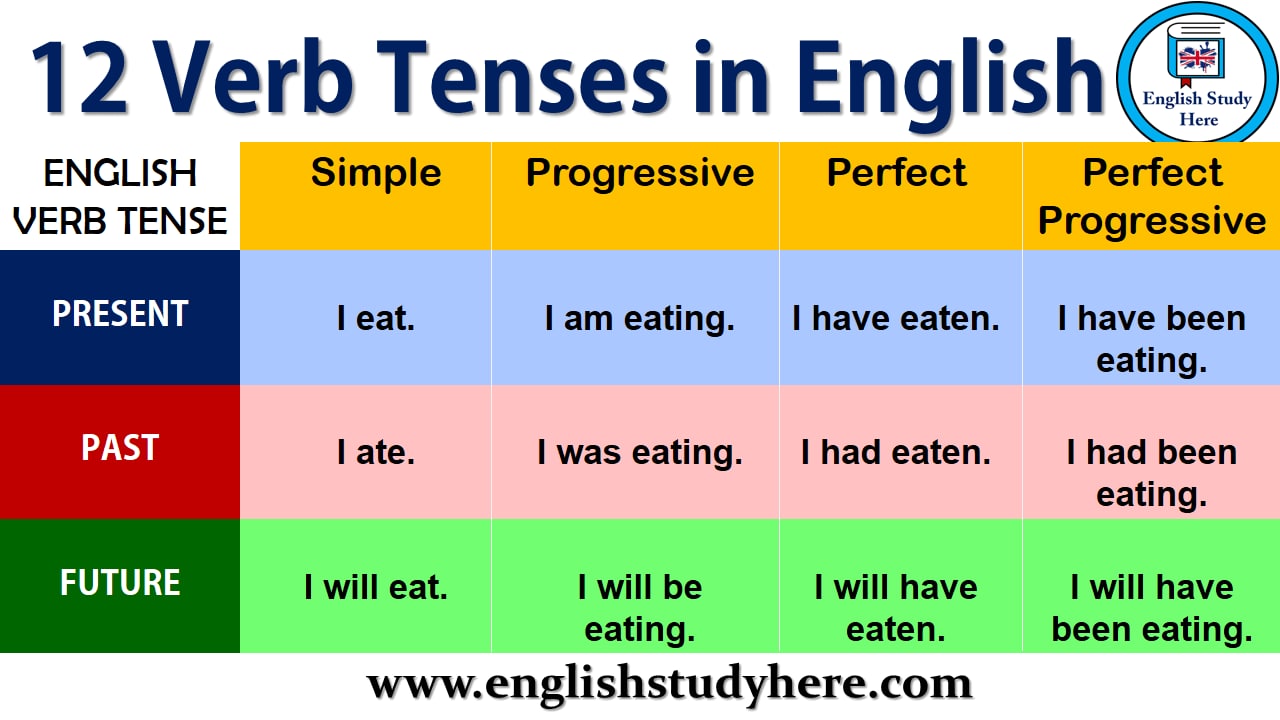 12 Verb Tenses in English
English Study
Here
ENGLISH
VERB TENSE
Simple
Progressive
Perfect
Perfect
Progressive
PRESENT
I eat.
I am eating.
I have eaten.
I have been
eating.
PAST
I ate.
I was eating.
I had eaten.
I had been
eating.
FUTURE
I will eat.
I will be
eating.
I will have
eaten.
I will have
been eating.
www.englishstudyhere.com